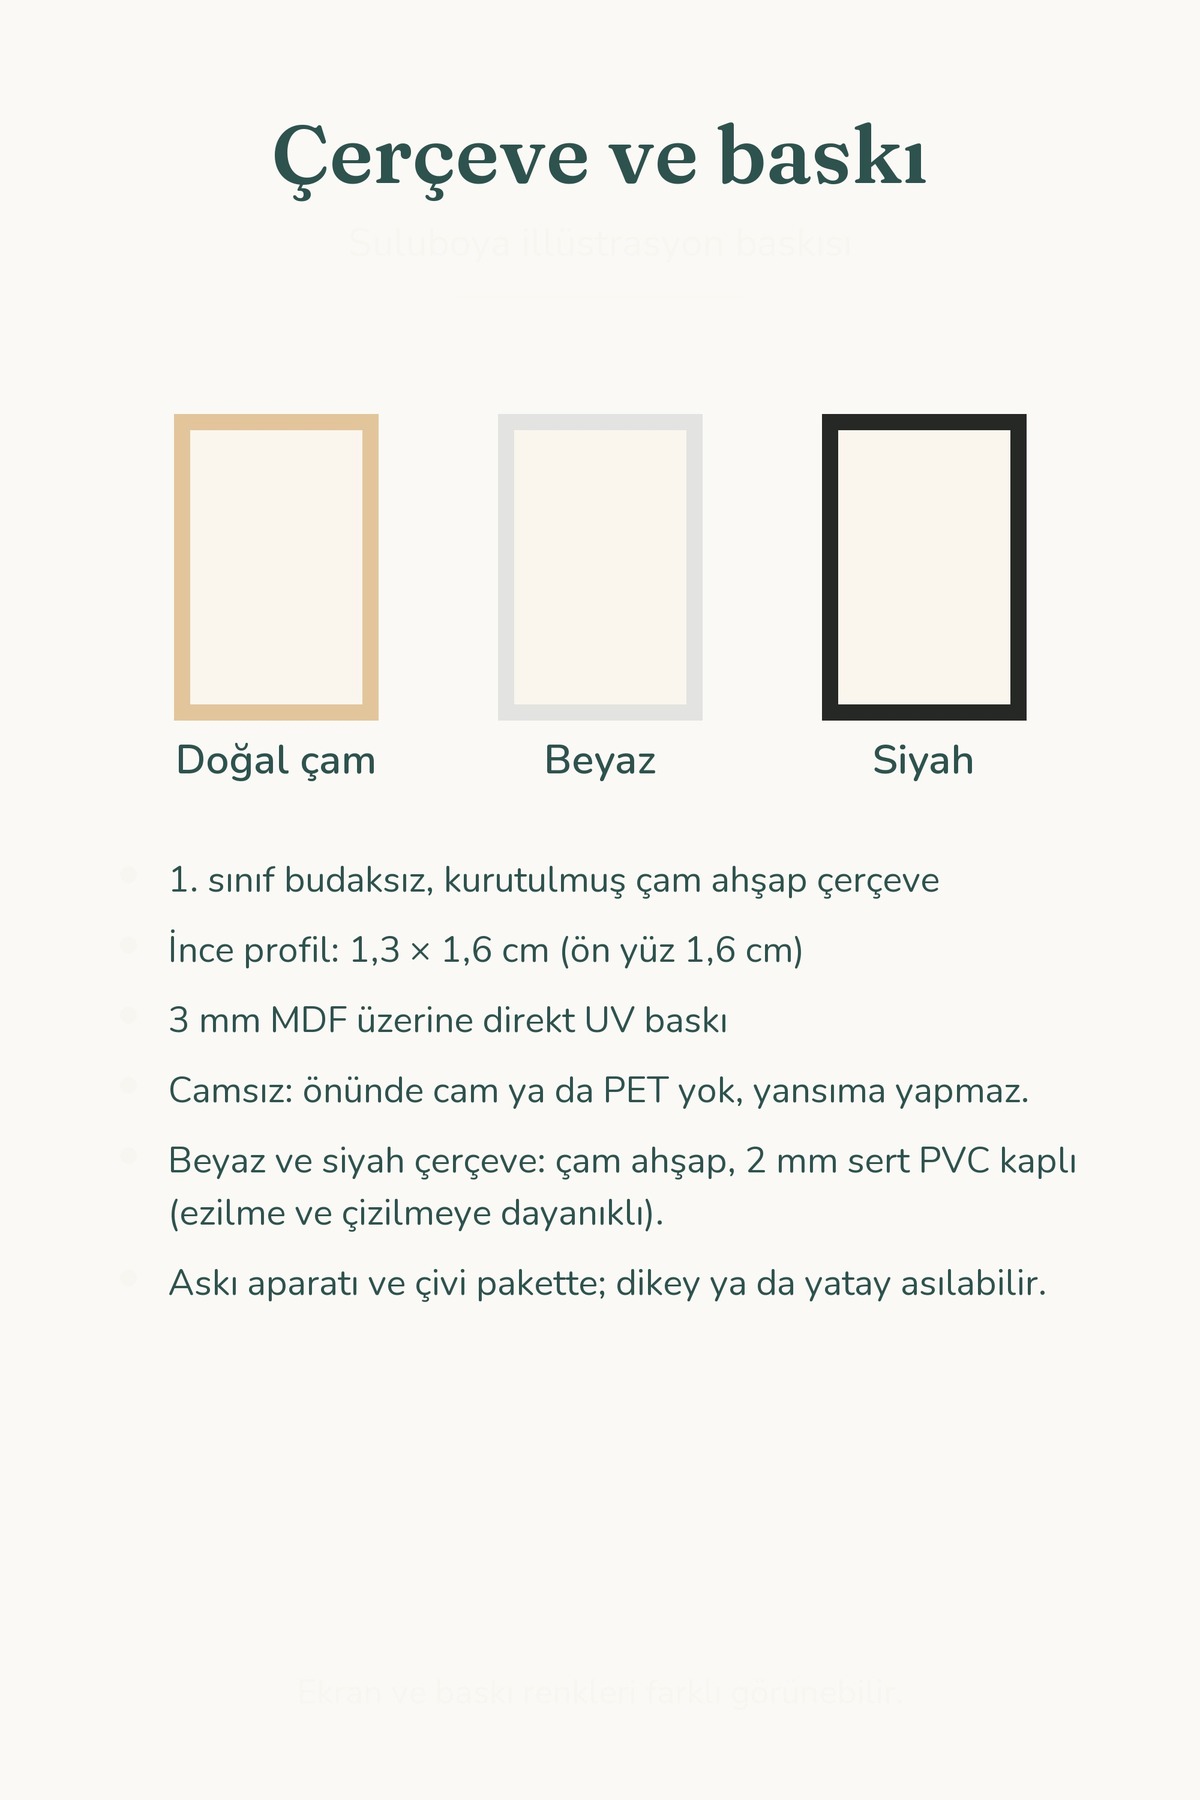 Çerçeve ve baskı
Suluboya illüstrasyon baskısı
Doğal çam
Beyaz
Siyah
1. sınıf budaksız, kurutulmuş çam ahşap çerçeve
İnce profil: 1,3 × 1,6 cm (ön yüz 1,6 cm)
3 mm MDF üzerine direkt UV baskı
Camsız: önünde cam ya da PET yok, yansıma yapmaz.
Beyaz ve siyah çerçeve: çam ahşap, 2 mm sert PVC kaplı
(ezilme ve çizilmeye dayanıklı).
Askı aparatı ve çivi pakette; dikey ya da yatay asılabilir.
Ekran ve baskı renkleri farklı görünebilir.